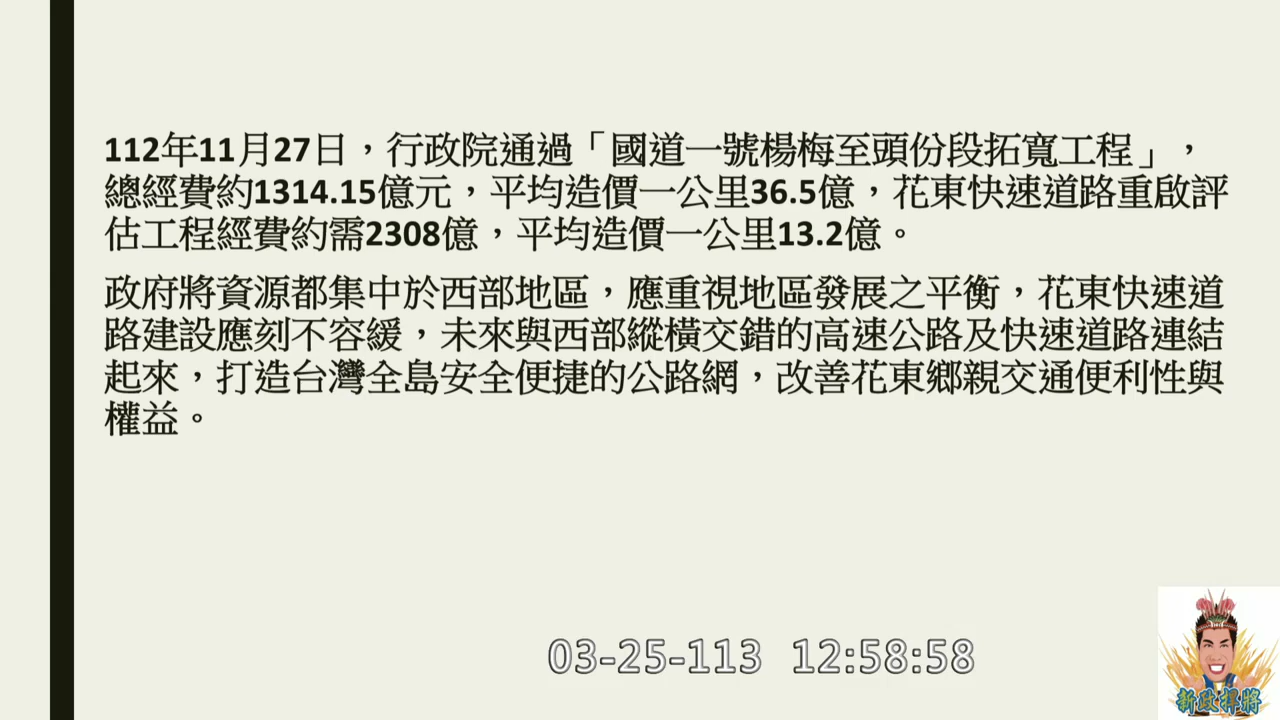 112年11月27日，行政院通過「國道一號楊梅至頭份段拓寬工程」，
總經費約1314.15億元，平均造價一公里36.5億，花東快速道路重啟評
估工程經費約需2308億，平均造價一公里13.2億。
政府將資源都集中於西部地區，應重視地區發展之平衡，花東快速道
路建設應刻不容緩，未來與西部縱橫交錯的高速公路及快速道路連結
起來，打造台灣全島安全便捷的公路網，改善花東鄉親交通便利性與
權益。
03-25-113 12:58:58
新政悍將